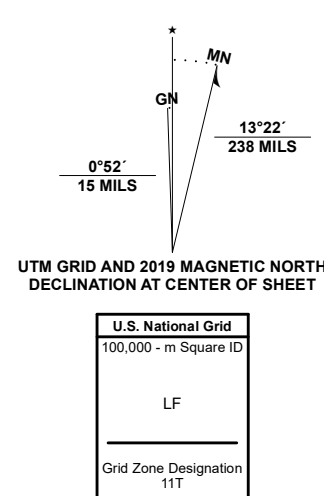 ★
MN
GN
13°22´
238 MILS
0°52´
15 MILS
UTM GRID AND 2019 MAGNETIC NORTH
DECLINATION AT CENTER OF SHEET
U.S. National Grid
100,000 - m Square ID
LF
Grid Zone Designation
11T